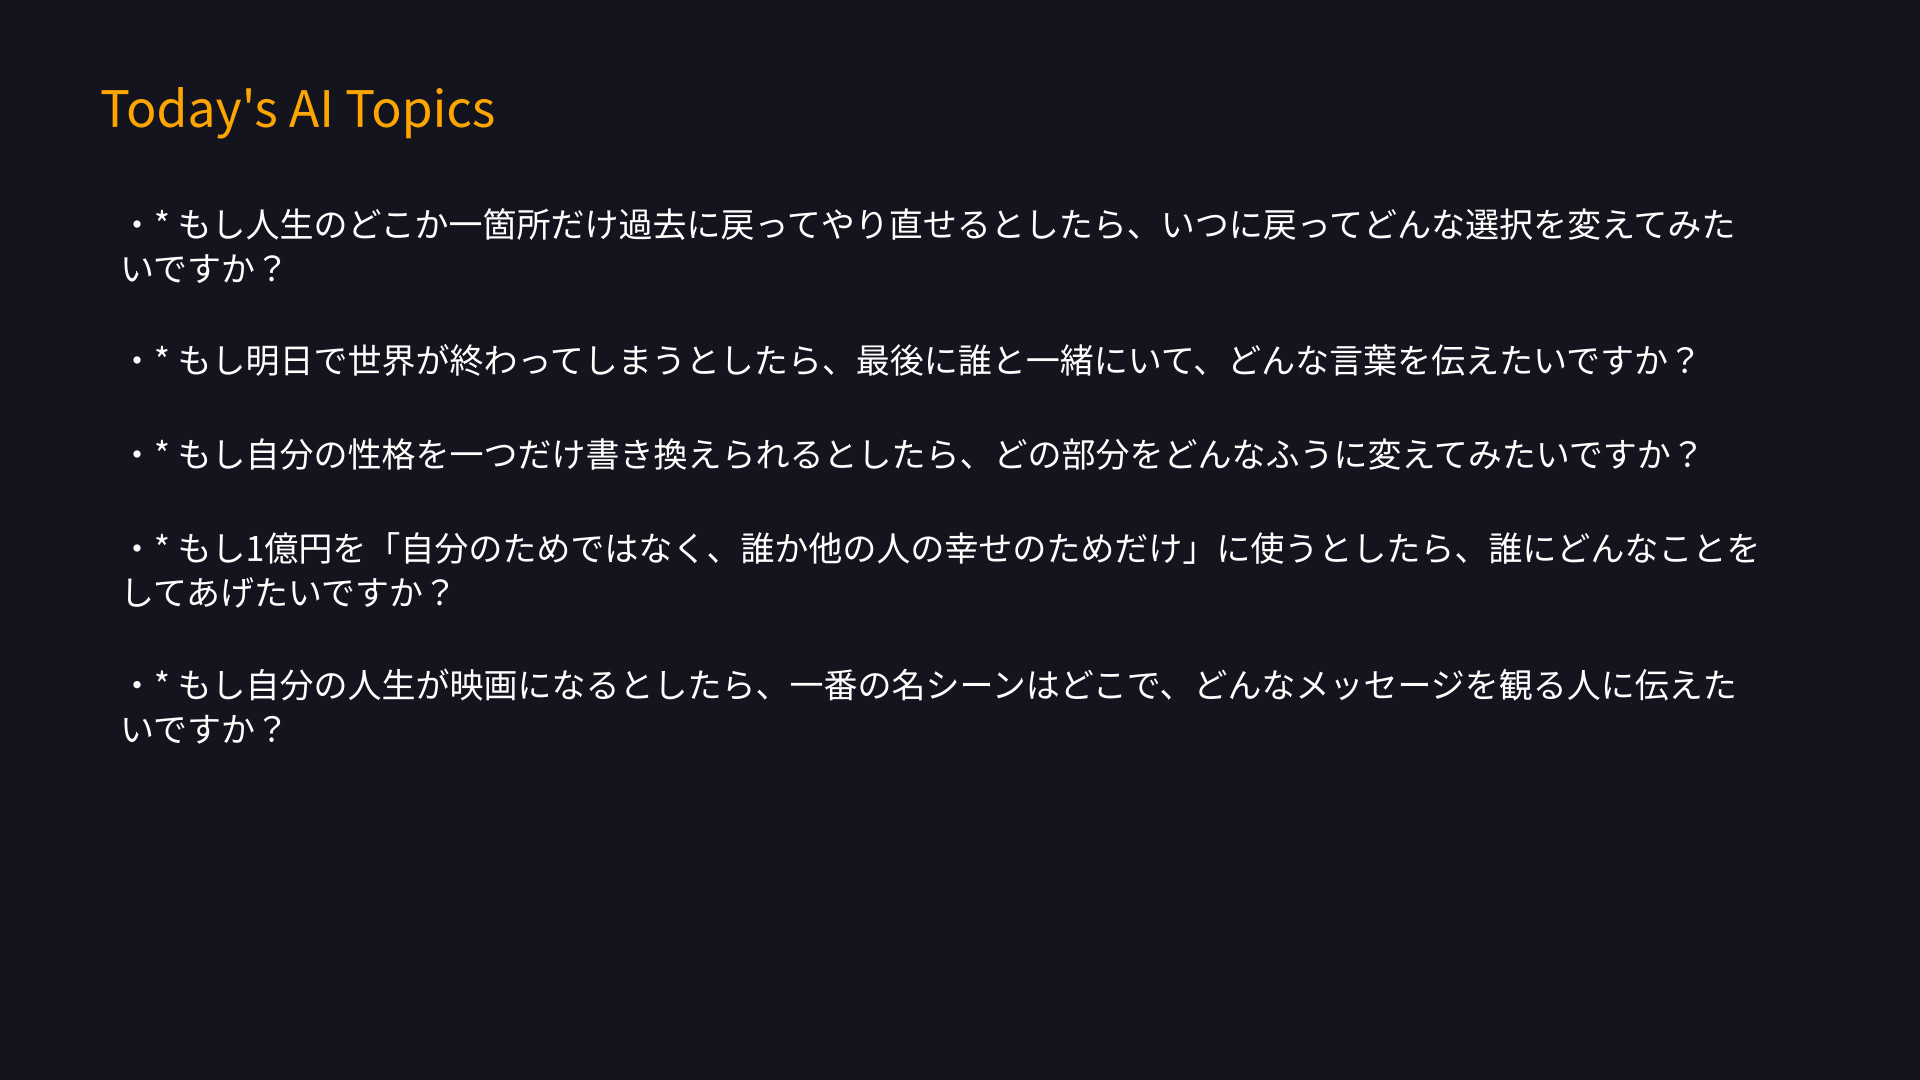 Today's AI Topics
・* もし人生のどこか一箇所だけ過去に戻ってやり直せるとしたら、いつに戻ってどんな選択を変えてみた
いですか？
・* もし明日で世界が終わってしまうとしたら、最後に誰と一緒にいて、どんな言葉を伝えたいですか？
・* もし自分の性格を一つだけ書き換えられるとしたら、どの部分をどんなふうに変えてみたいですか？
・* もし1億円を「自分のためではなく、誰か他の人の幸せのためだけ」に使うとしたら、誰にどんなことを
してあげたいですか？
・* もし自分の人生が映画になるとしたら、一番の名シーンはどこで、どんなメッセージを観る人に伝えた
いですか？